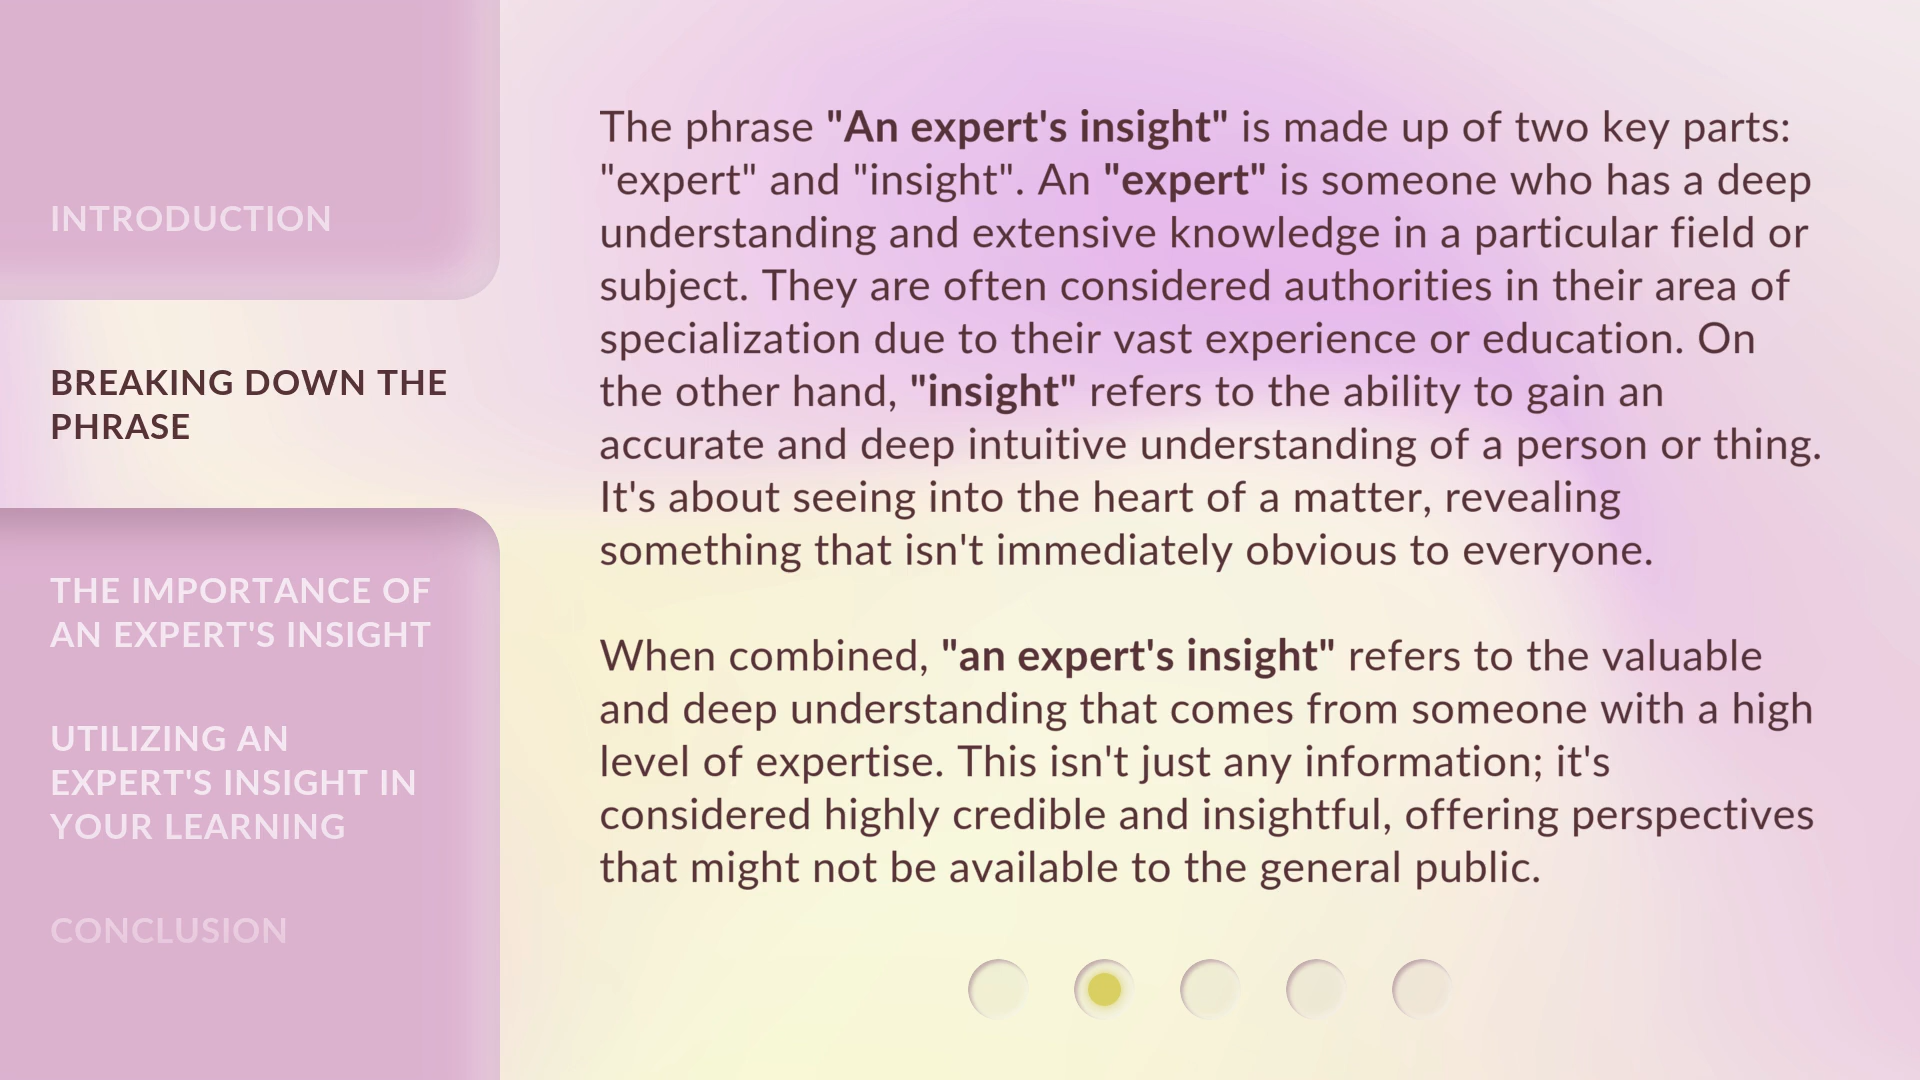 INTRODUCTION
BREAKING DOWN THE
PHRASE
THE IMPORTANCE OF
AN EXPERT'S INSIGHT
UTILIZING AN
EXPERT'S INSIGHT IN
YOUR LEARNING
CONCLUSION
The phrase "An expert's insight" is made up of two key parts:
"expert" and "insight". An "expert" is someone who has a deep
understanding and extensive knowledge in a particular field or
subject. They are often considered authorities in their area of
specialization due to their vast experience or education. On
the other hand, "insight" refers to the ability to gain an
accurate and deep intuitive understanding of a person or thing.
It's about seeing into the heart of a matter, revealing
something that isn't immediately obvious to everyone.
When combined, "an expert's insight" refers to the valuable
and deep understanding that comes from someone with a high
level of expertise. This isn't just any information; it's
considered highly credible and insightful, offering perspectives
that might not be available to the general public.